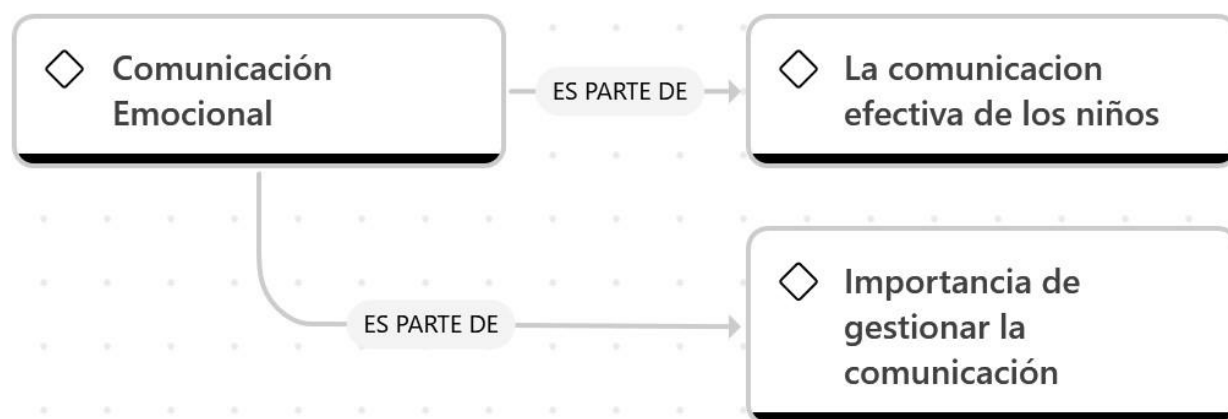 Comunicación
Emocional
ES PARTE DE
La comunicacion
efectiva de los niños
ES PARTE DE
Importancia de
gestionar la
comunicación